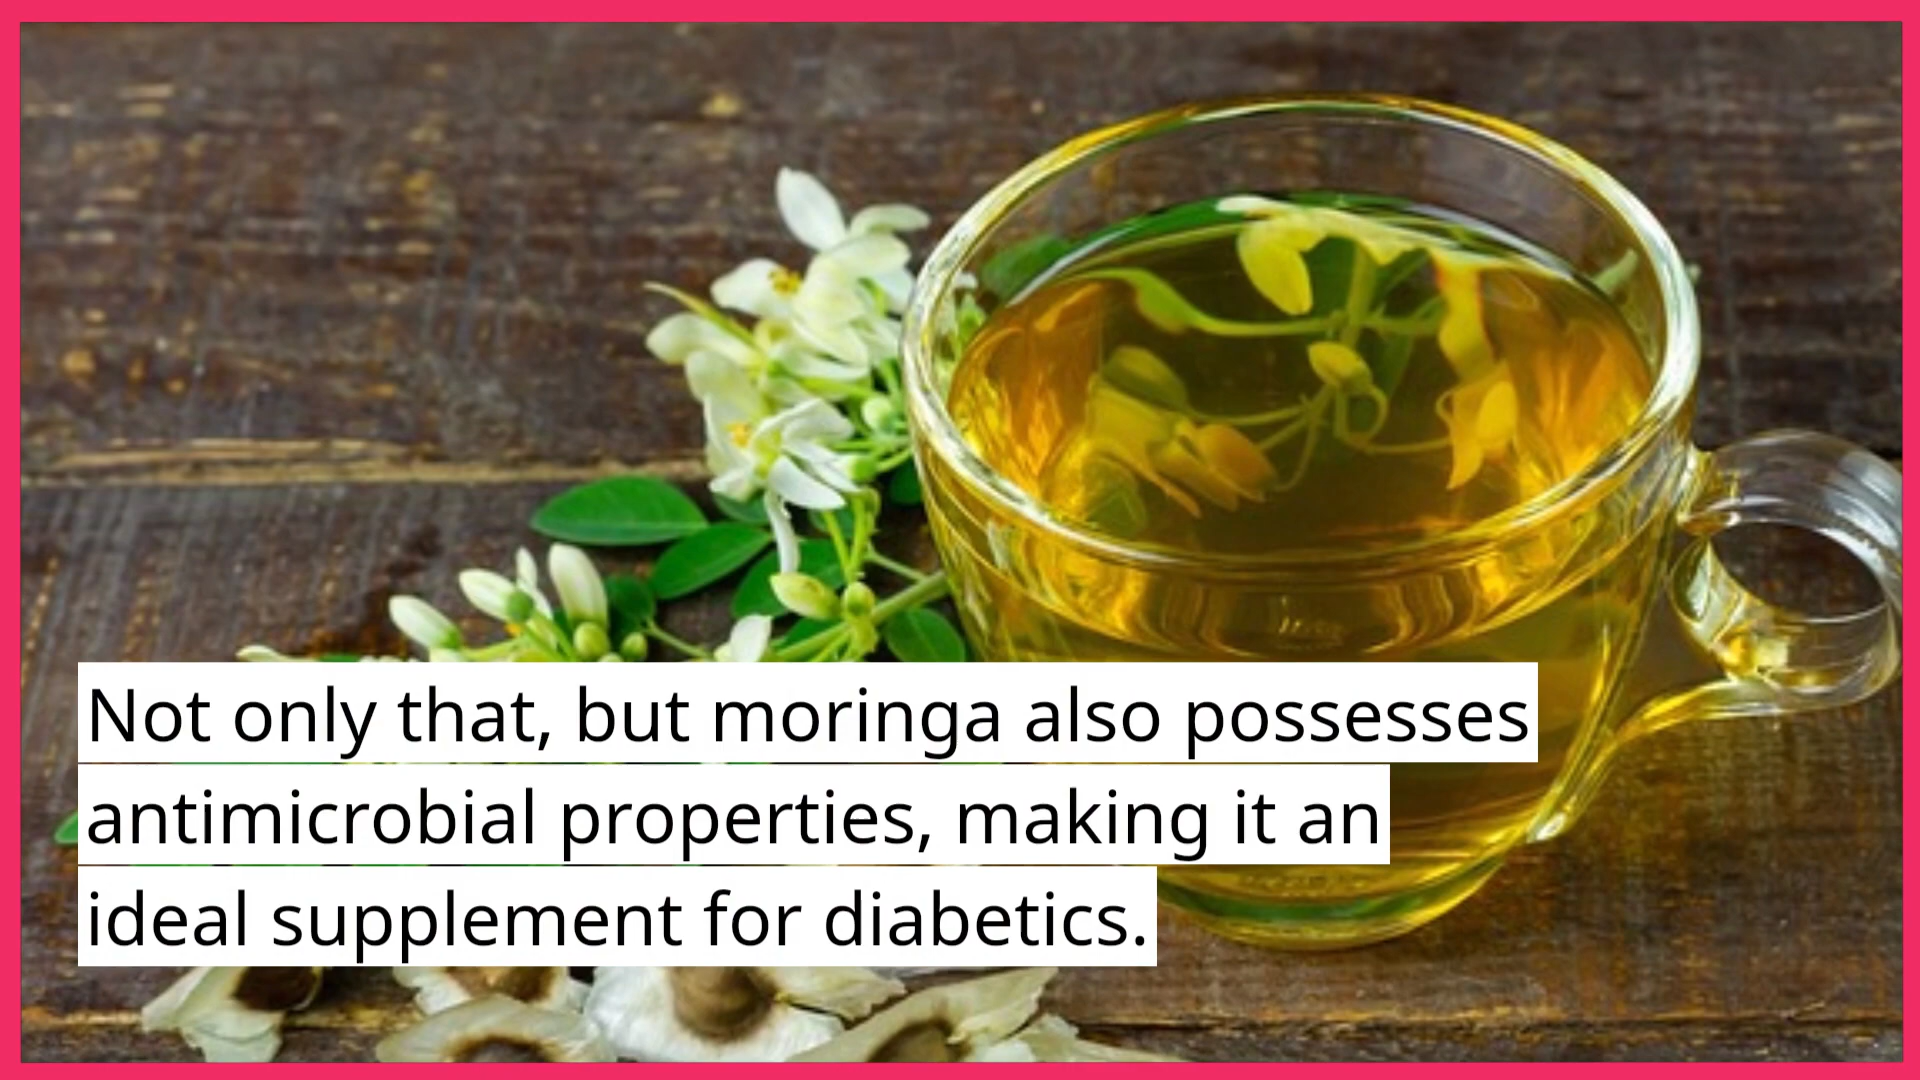 Not only that, but moringa also possesses
antimicrobial properties, making it an
ideal supplement for diabetics.